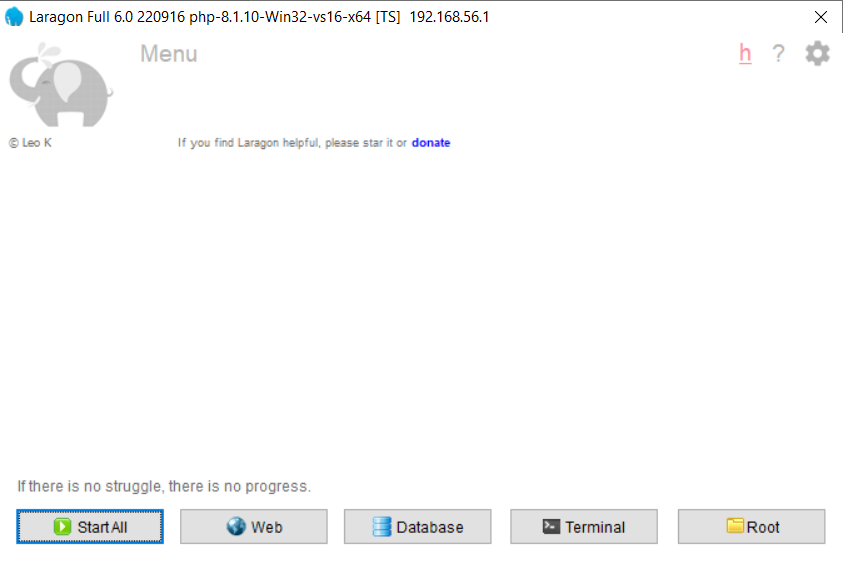 Laragon Full 6.0 220916 php-8.1.10-Win32-vs16-x64 [TS] 192.168.56.1
Menu h ?
© Leo K If you find Laragon helpful, please star it or donate
If there is no struggle, there is no progress.
Start All Web Database Terminal Root